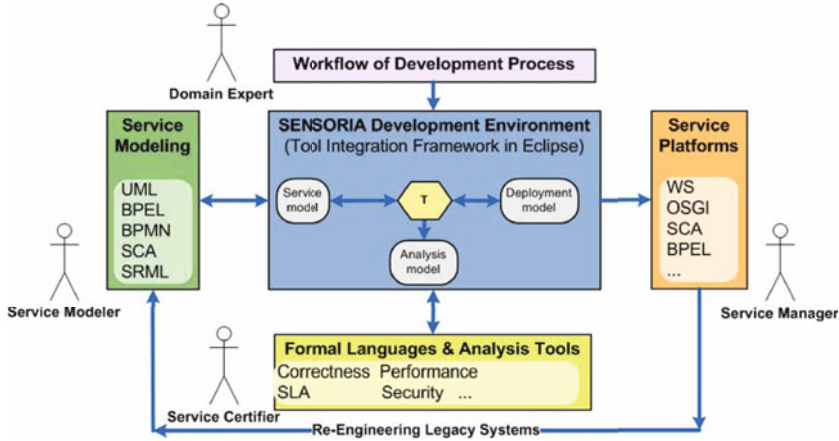 Workflow of Development Process
Domain Expert
Service
Modeling
UML
BPEL
BPMN
SCA
SRML
SENSORIA Development Environment
(Tool Integration Framework in Eclipse)
Service
model
T
Deployment
model
Analysis
model
Service
Platforms
WS
OSGI
SCA
BPEL
...
Service Modeler
Service Manager
Formal Languages & Analysis Tools
Correctness Performance
SLA Security ...
Service Certifier
Re-Engineering Legacy Systems